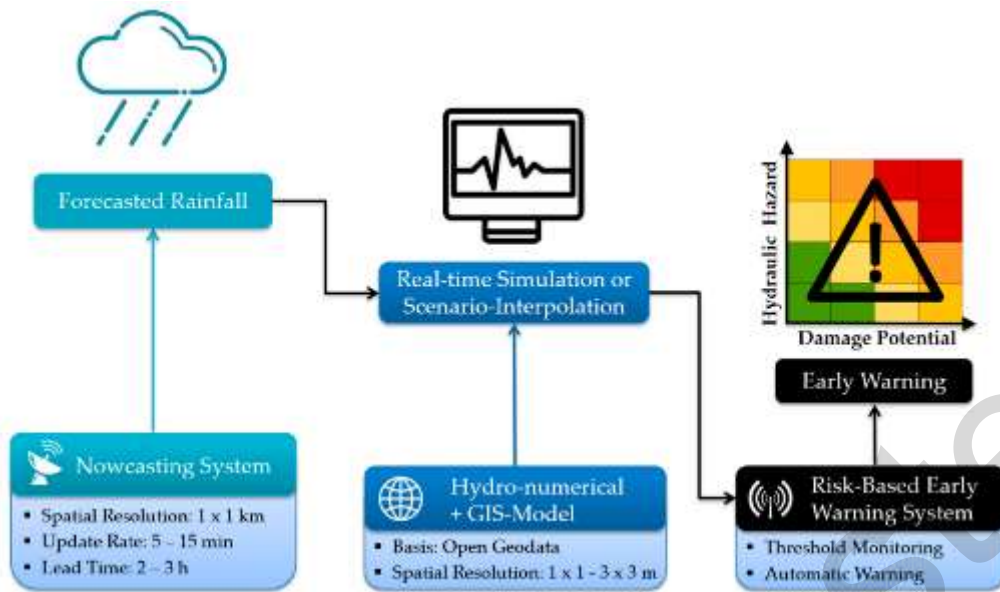 Forecasted Rainfall
Real-time Simulation or
Scenario-Interpolation
Hydraulic Hazard
Damage Potential
Early Warning
Nowcasting System
▪ Spatial Resolution: 1 x 1 km
▪ Update Rate: 5 – 15 min
▪ Lead Time: 2 – 3 h
Hydro-numerical
+ GIS-Model
▪ Basis: Open Geodata
▪ Spatial Resolution: 1 x 1 - 3 x 3 m
Risk-Based Early
Warning System
▪ Threshold Monitoring
▪ Automatic Warning